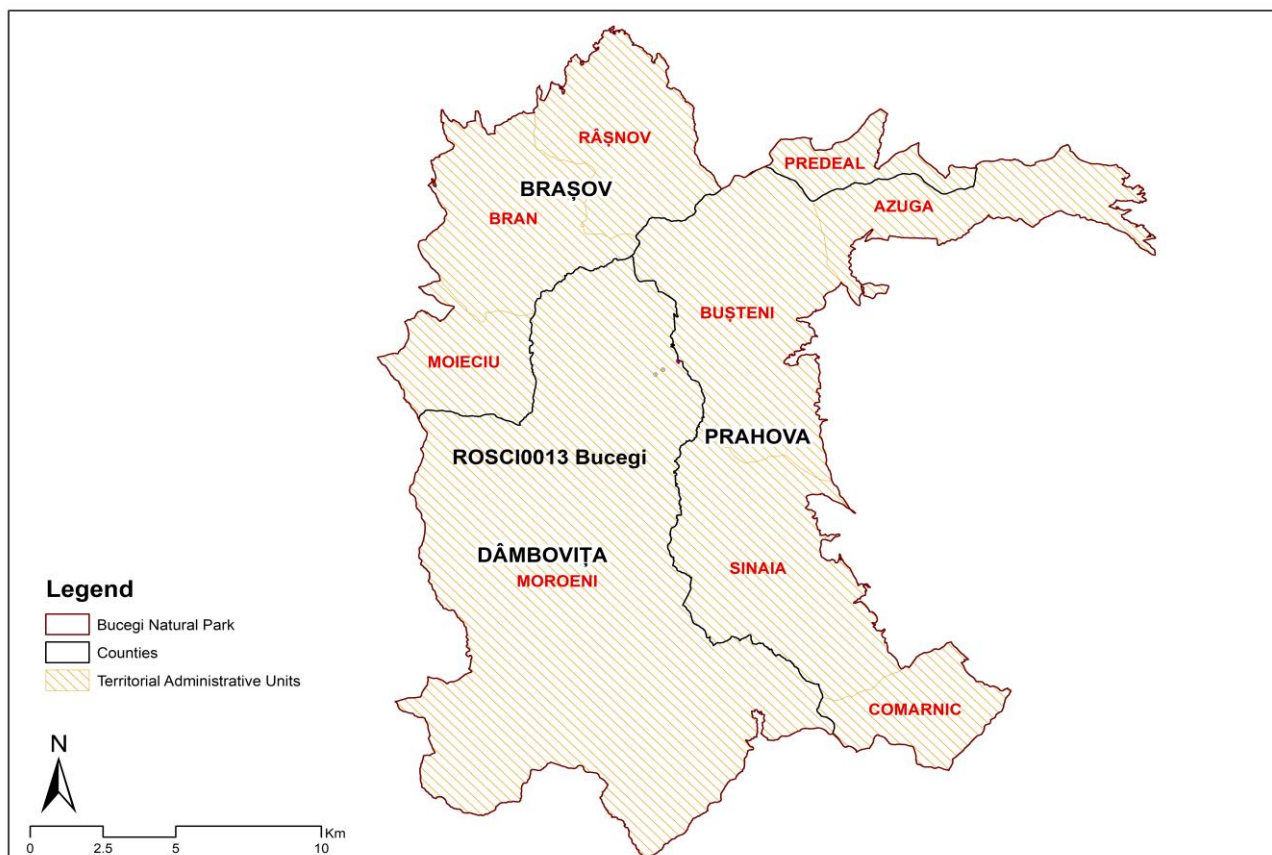 RÂȘNOV
PREDEAL
BRAȘOV
AZUGA
BRAN
BUȘTENI
MOIECIU
PRAHOVA
ROSCI0013 Bucegi
DÂMBOVIȚA
MOROENI
SINAIA
COMARNIC
Legend
Bucegi Natural Park
Counties
Territorial Administrative Units
N
Km
0 2.5 5 10